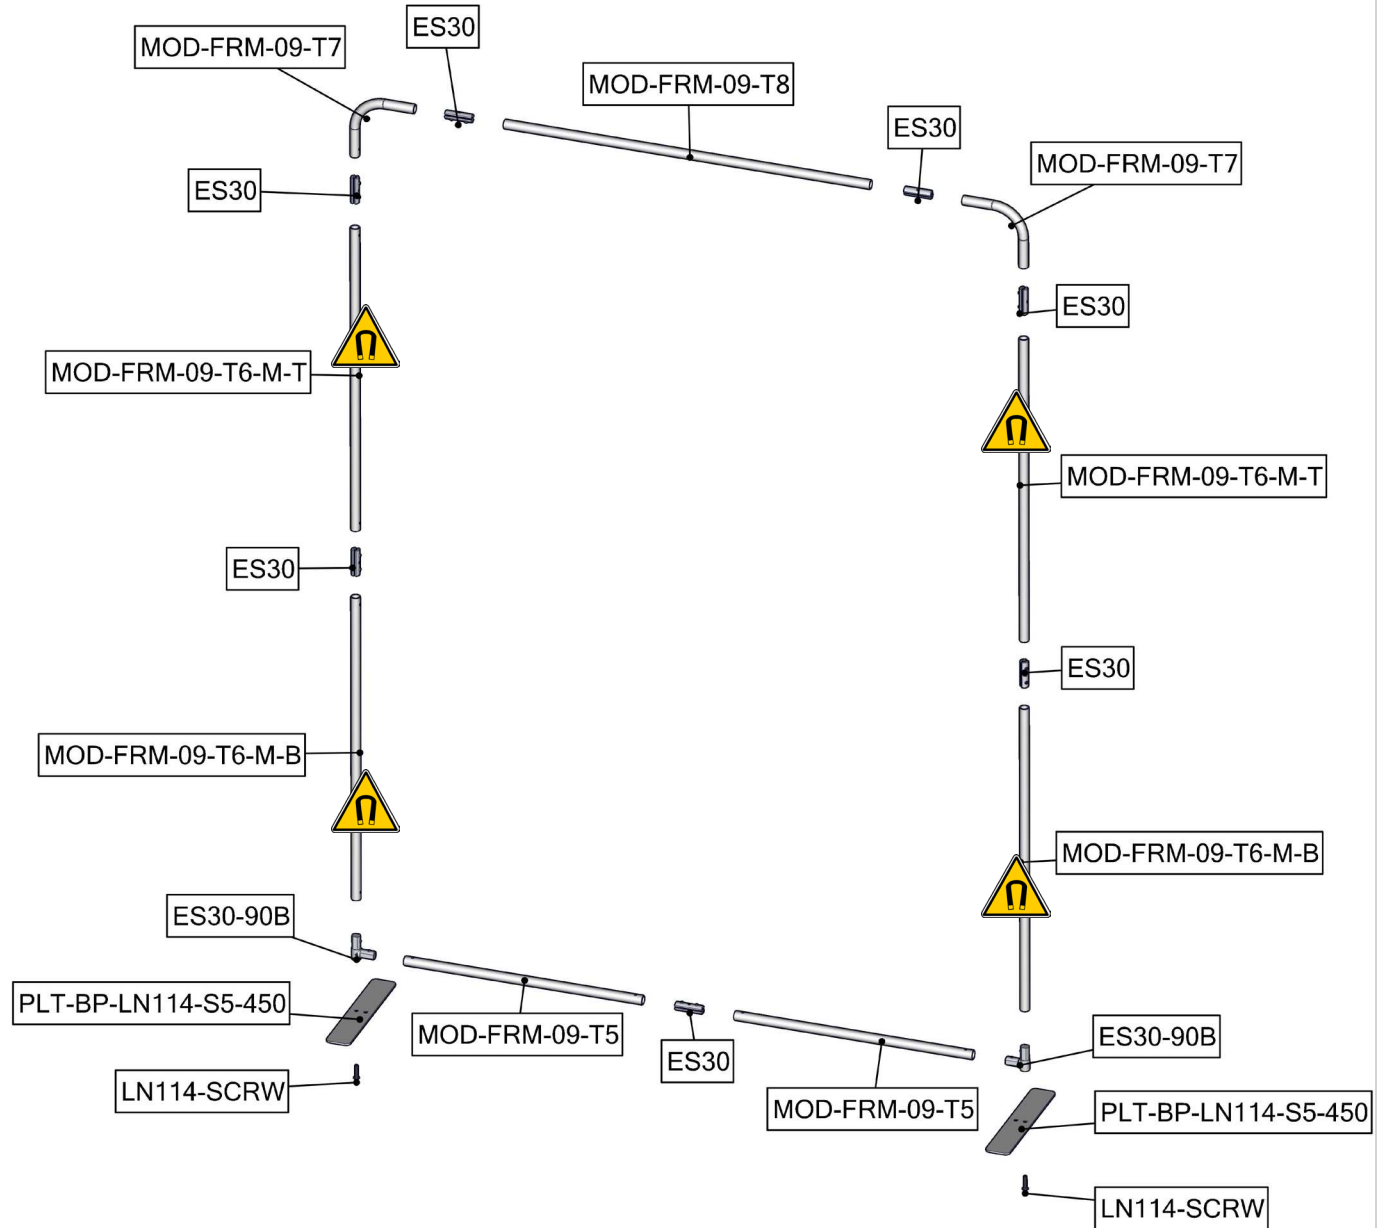 ES30
MOD-FRM-09-T7
MOD-FRM-09-T8
ES30
MOD-FRM-09-T7
ES30
ES30
MOD-FRM-09-T6-M-T
MOD-FRM-09-T6-M-T
ES30
ES30
MOD-FRM-09-T6-M-B
MOD-FRM-09-T6-M-B
ES30-90B
PLT-BP-LN114-S5-450
MOD-FRM-09-T5
ES30
ES30-90B
LN114-SCRW
MOD-FRM-09-T5
PLT-BP-LN114-S5-450
LN114-SCRW